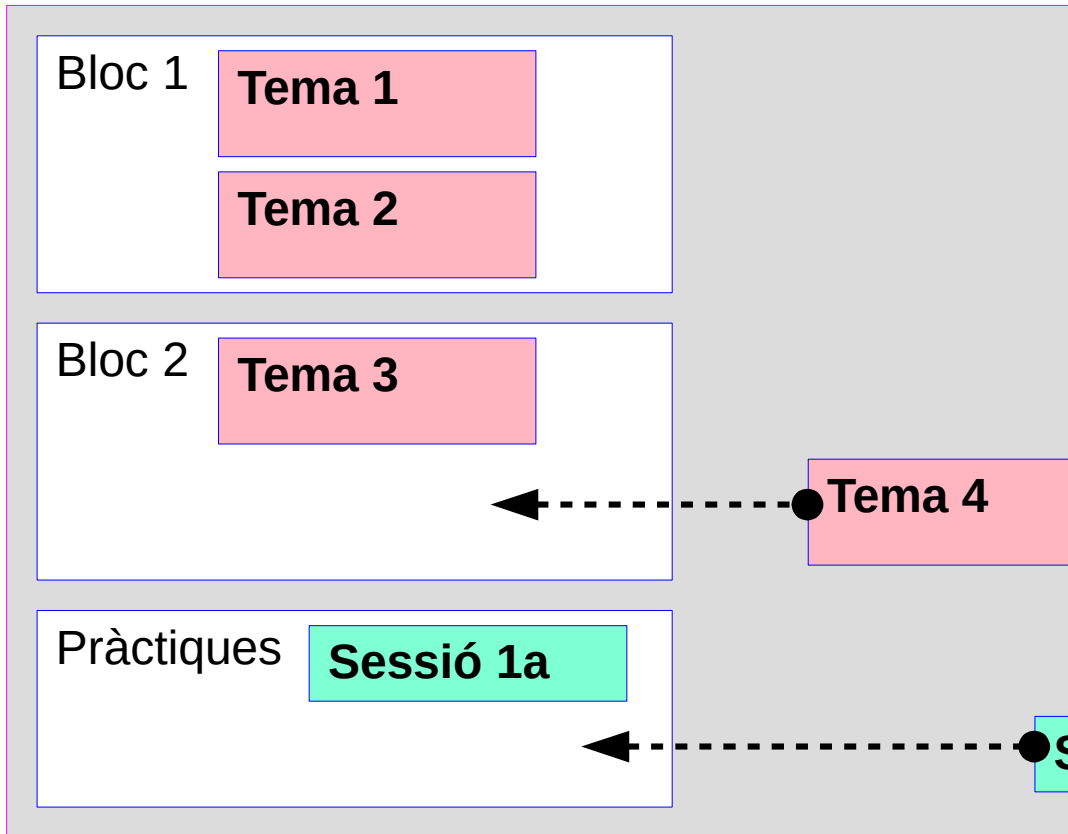 Bloc 1
Tema 1
Tema 2
Bloc 2
Tema 3
Tema 4
Pràctiques
Sessió 1a